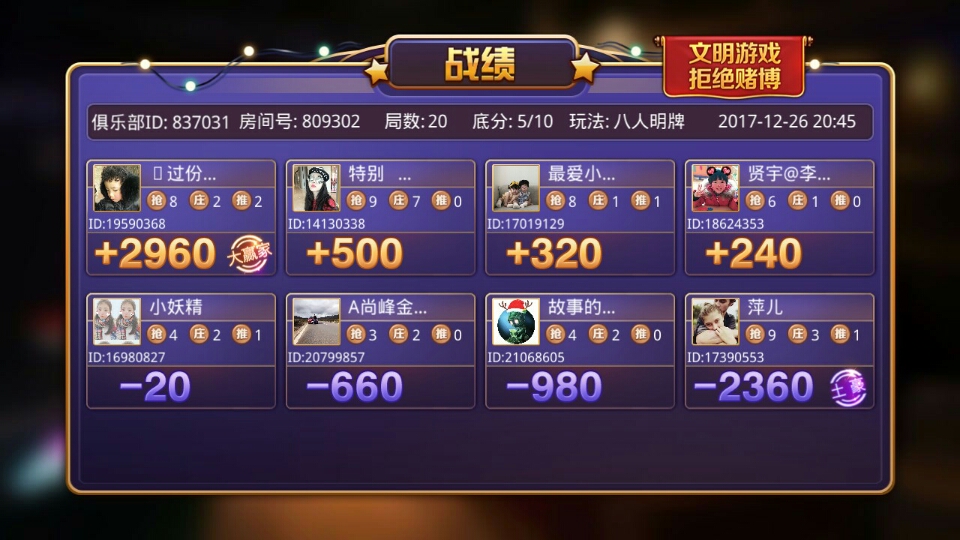 战绩
文明游戏
拒绝赌博
俱乐部ID: 837031 房间号: 809302 局数: 20 底分: 5/10 玩法: 八人明牌 2017-12-26 20:45
过份...
抢 8 庄 2 推 2
ID:19590368
+2960 大赢家
特别 ...
抢 9 庄 7 推 0
ID:14130338
+500
最爱小...
抢 8 庄 1 推 1
ID:17019129
+320
贤宇@李...
抢 6 庄 1 推 0
ID:18624353
+240
小妖精
抢 4 庄 2 推 1
ID:16980827
-20
A尚峰金...
抢 3 庄 2 推 0
ID:20799857
-660
故事的...
抢 4 庄 2 推 0
ID:21068605
-980
萍儿
抢 9 庄 3 推 1
ID:17390553
-2360 土豪